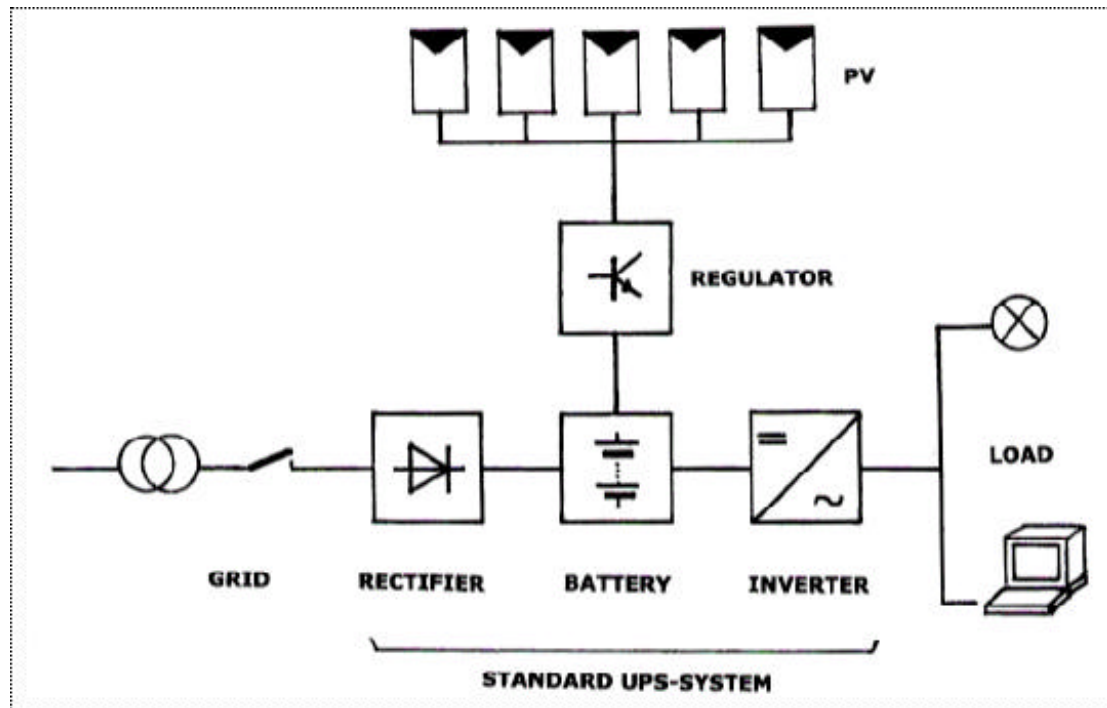 PV
REGULATOR
LOAD
GRID RECTIFIER BATTERY INVERTER
STANDARD UPS-SYSTEM